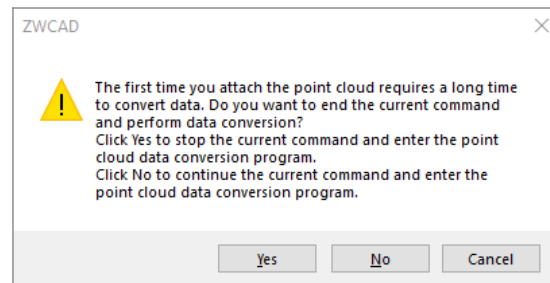 ZWCAD
The first time you attach the point cloud requires a long time
to convert data. Do you want to end the current command
and perform data conversion?
Click Yes to stop the current command and enter the point
cloud data conversion program.
Click No to continue the current command and enter the
point cloud data conversion program.
Yes No Cancel